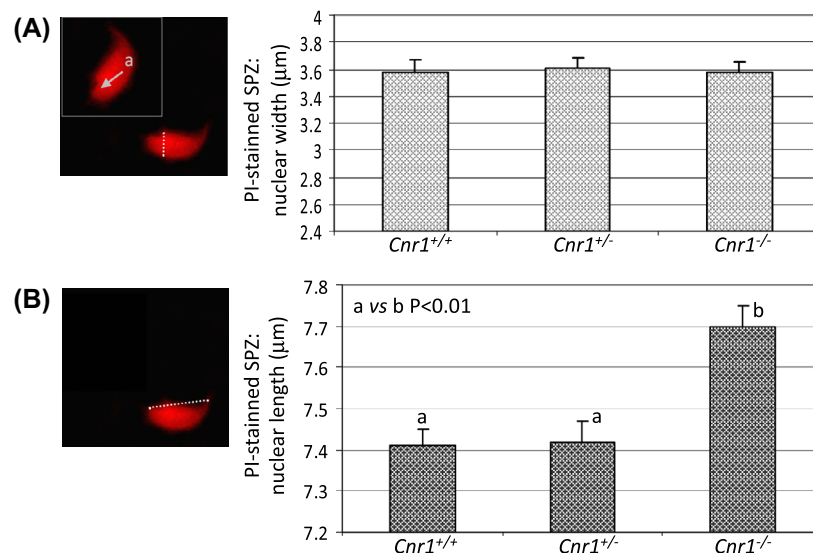 (A)
a
PI-stainned SPZ:
nuclear width (µm)
4
3.8
3.6
3.4
3.2
3
2.8
2.6
2.4
Cnr1+/+
Cnr1+/-
Cnr1-/-
(B)
PI-stainned SPZ:
nuclear length (µm)
7.8
7.7
7.6
7.5
7.4
7.3
7.2
a vs b P<0.01
a
a
b
Cnr1+/+
Cnr1+/-
Cnr1-/-